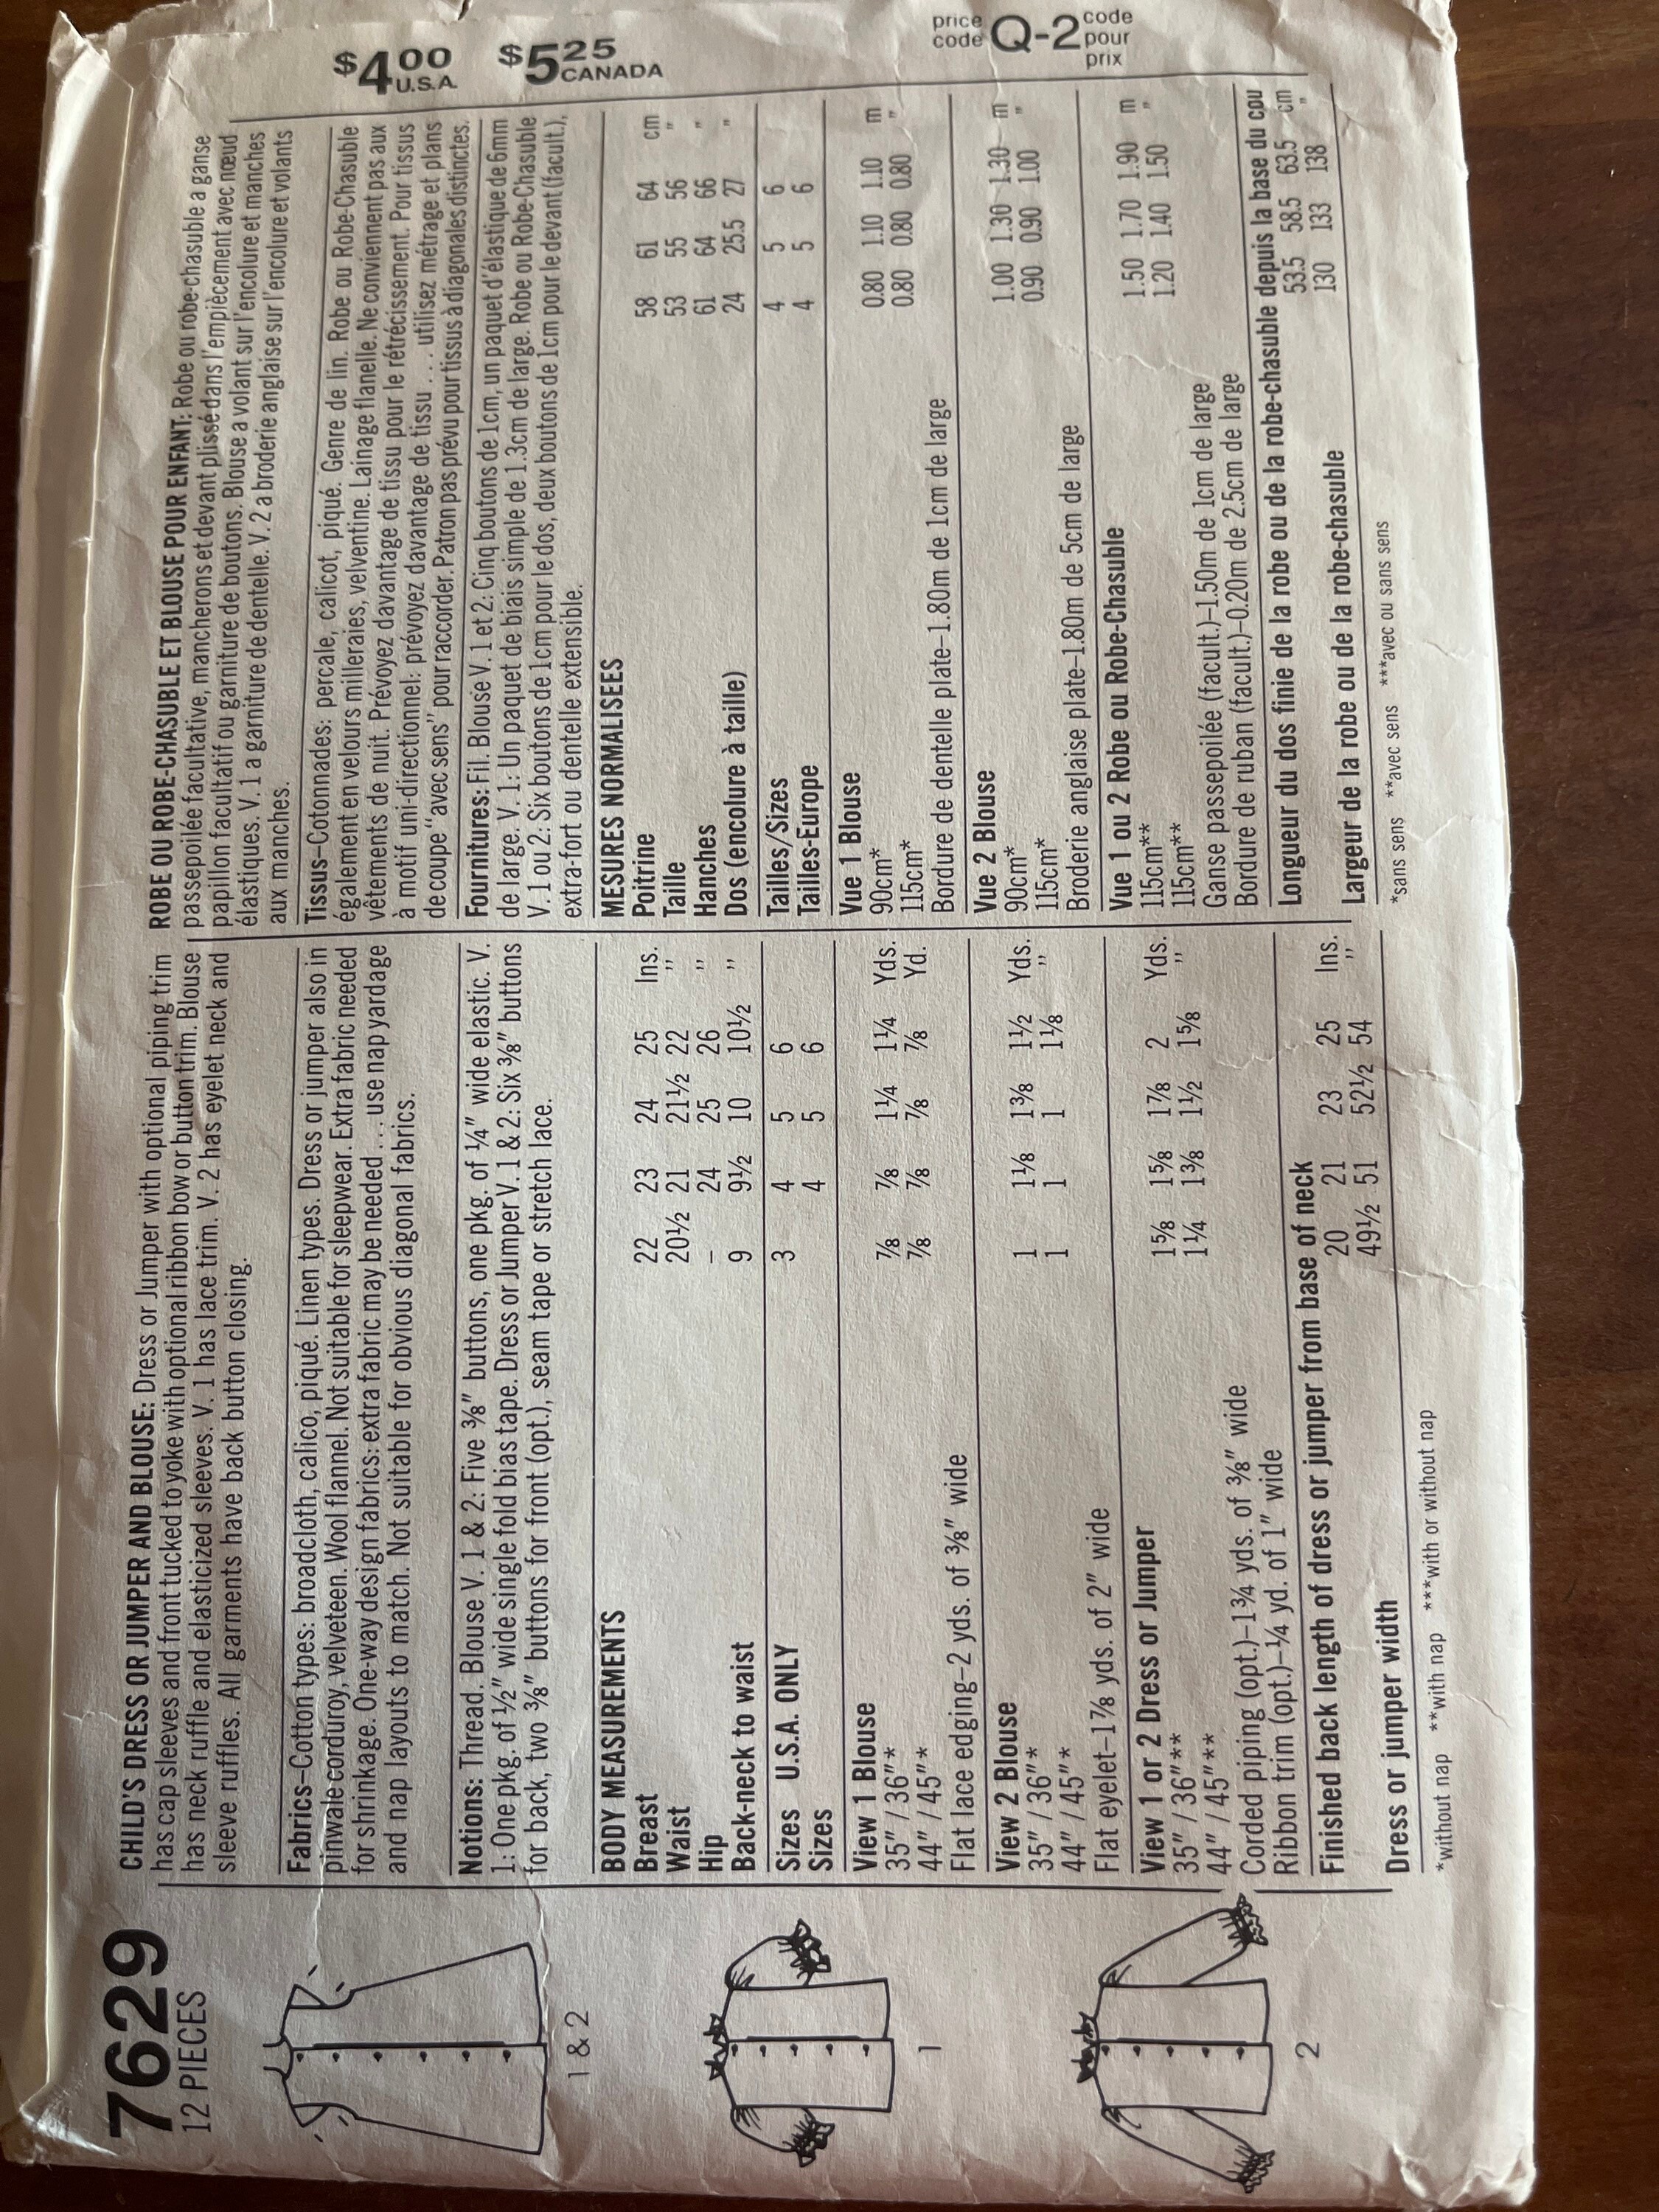 7629
12 PIECES
1 & 2
1
2
CHILD'S DRESS OR JUMPER AND BLOUSE: Dress or Jumper with optional piping trim
has cap sleeves and front tucked to yoke with optional ribbon bow or button trim. Blouse
has neck ruffle and elasticized sleeves. V. 1 has lace trim. V. 2 has eyelet neck and
sleeve ruffles. All garments have back button closing.
Fabrics–Cotton types: broadcloth, calico, piqué. Linen types. Dress or jumper also in
pinwale corduroy, velveteen. Wool flannel. Not suitable for sleepwear. Extra fabric needed
for shrinkage. One-way design fabrics: extra fabric may be needed . . . use nap yardage
and nap layouts to match. Not suitable for obvious diagonal fabrics.
Notions: Thread. Blouse V. 1 & 2: Five ⅜" buttons, one pkg. of ¼" wide elastic. V.
1: One pkg. of ½" wide single fold bias tape. Dress or Jumper V. 1 & 2: Six ⅜" buttons
for back, two ⅜" buttons for front (opt.), seam tape or stretch lace.
BODY MEASUREMENTS
Breast 22 23 24 25 Ins.
Waist 20½ 21 21½ 22 ,,
Hip – 24 25 26 ,,
Back-neck to waist 9 9½ 10 10½ ,,
Sizes U.S.A. ONLY 3 4 5 6
Sizes 4 5 6
View 1 Blouse
35" / 36"* ⅞ ⅞ 1¼ 1¼ Yds.
44" / 45"* ⅞ ⅞ ⅞ ⅞ Yd.
Flat lace edging–2 yds. of ⅜" wide
View 2 Blouse
35" / 36"* 1 1⅛ 1⅜ 1½ Yds.
44" / 45"* 1 1 1 1⅛ ,,
Flat eyelet–1⅞ yds. of 2" wide
View 1 or 2 Dress or Jumper
35" / 36"** 1⅝ 1⅝ 1⅞ 2 Yds.
44" / 45"** 1¼ 1⅜ 1½ 1⅝ ,,
Corded piping (opt.)–1¾ yds. of ⅜" wide
Ribbon trim (opt.)–¼ yd. of 1" wide
Finished back length of dress or jumper from base of neck
20 21 23 25 Ins.
Dress or jumper width 49½ 51 52½ 54 ,,
*without nap **with nap ***with or without nap
$4.00 U.S.A.
$5.25 CANADA
price code Q-2 code pour prix
ROBE OU ROBE-CHASUBLE ET BLOUSE POUR ENFANT: Robe ou robe-chasuble a ganse
passepoilée facultative, mancherons et devant plissé dans l'empiècement avec nœud
papillon facultatif ou garniture de boutons. Blouse a volant sur l'encolure et manches
élastiques. V. 1 a garniture de dentelle. V. 2 a broderie anglaise sur l'encolure et volants
aux manches.
Tissus–Cotonnades: percale, calicot, piqué. Genre de lin. Robe ou Robe-Chasuble
également en velours milleraies, velventine. Lainage flanelle. Ne conviennent pas aux
vêtements de nuit. Prévoyez davantage de tissu pour le rétrécissement. Pour tissus
à motif uni-directionnel: prévoyez davantage de tissu . . . utilisez métrage et plans
de coupe "avec sens" pour raccorder. Patron pas prévu pour tissus à diagonales distinctes.
Fournitures: Fil. Blouse V. 1 et 2: Cinq boutons de 1cm, un paquet d'élastique de 6mm
de large. V. 1: Un paquet de biais simple de 1.3cm de large. Robe ou Robe-Chasuble
V. 1 ou 2: Six boutons de 1cm pour le dos, deux boutons de 1cm pour le devant (facult.),
extra-fort ou dentelle extensible.
MESURES NORMALISEES
Poitrine 58 61 64 cm
Taille 53 55 56 "
Hanches 61 64 66 "
Dos (encolure à taille) 24 25.5 27 "
Tailles/Sizes 4 5 6
Tailles-Europe 4 5 6
Vue 1 Blouse
90cm* 0.80 1.10 1.10 m
115cm* 0.80 0.80 0.80 "
Bordure de dentelle plate–1.80m de 1cm de large
Vue 2 Blouse
90cm* 1.00 1.30 1.30 m
115cm* 0.90 0.90 1.00 "
Broderie anglaise plate–1.80m de 5cm de large
Vue 1 ou 2 Robe ou Robe-Chasuble
115cm** 1.50 1.70 1.90 m
115cm** 1.20 1.40 1.50 "
Ganse passepoilée (facult.)–1.50m de 1cm de large
Bordure de ruban (facult.)–0.20m de 2.5cm de large
Longueur du dos finie de la robe ou de la robe-chasuble depuis la base du cou
53.5 58.5 63.5 cm
Largeur de la robe ou de la robe-chasuble 130 133 138 "
*sans sens **avec sens ***avec ou sans sens